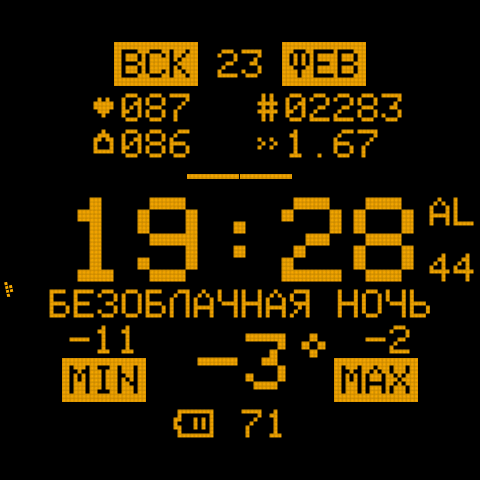 ВСК 23 ФЕВ
087 #02283
086 »1.67
19:28 AL 44
БЕЗОБЛАЧНАЯ НОЧЬ
-11 -3° -2
MIN MAX
71